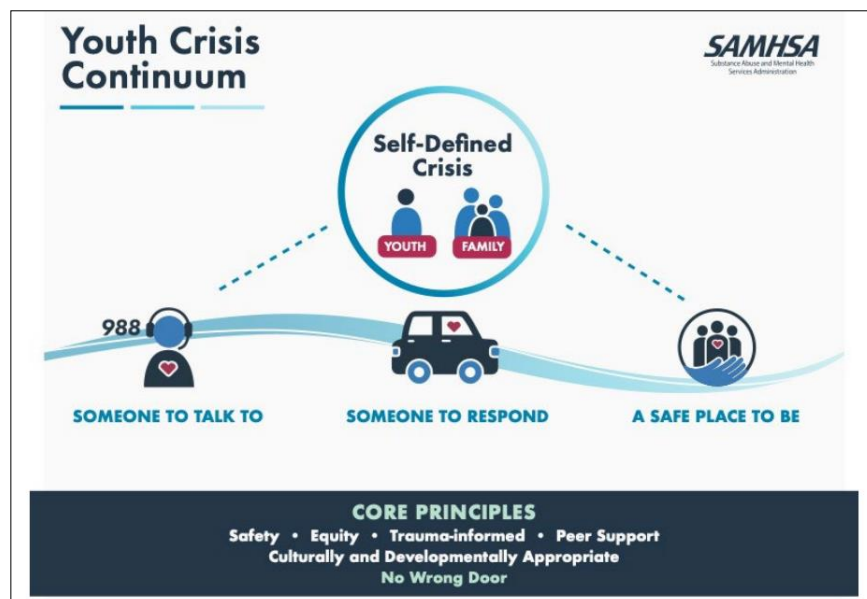 Youth Crisis
Continuum
SAMHSA
Substance Abuse and Mental Health
Services Administration
Self-Defined
Crisis
YOUTH
FAMILY
988
SOMEONE TO TALK TO
SOMEONE TO RESPOND
A SAFE PLACE TO BE
CORE PRINCIPLES
Safety • Equity • Trauma-informed • Peer Support
Culturally and Developmentally Appropriate
No Wrong Door